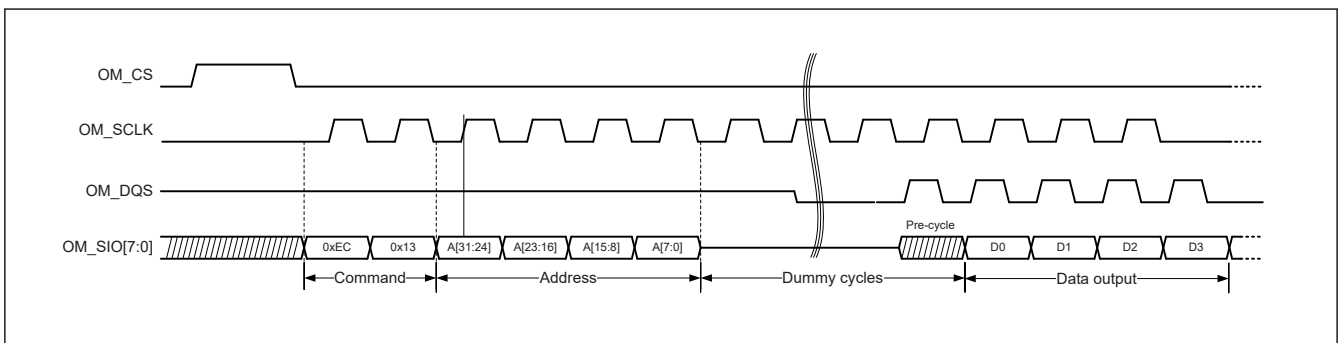 OM_CS
OM_SCLK
OM_DQS
Pre-cycle
OM_SIO[7:0] 0xEC 0x13 A[31:24] A[23:16] A[15:8] A[7:0] D0 D1 D2 D3
Command Address Dummy cycles Data output